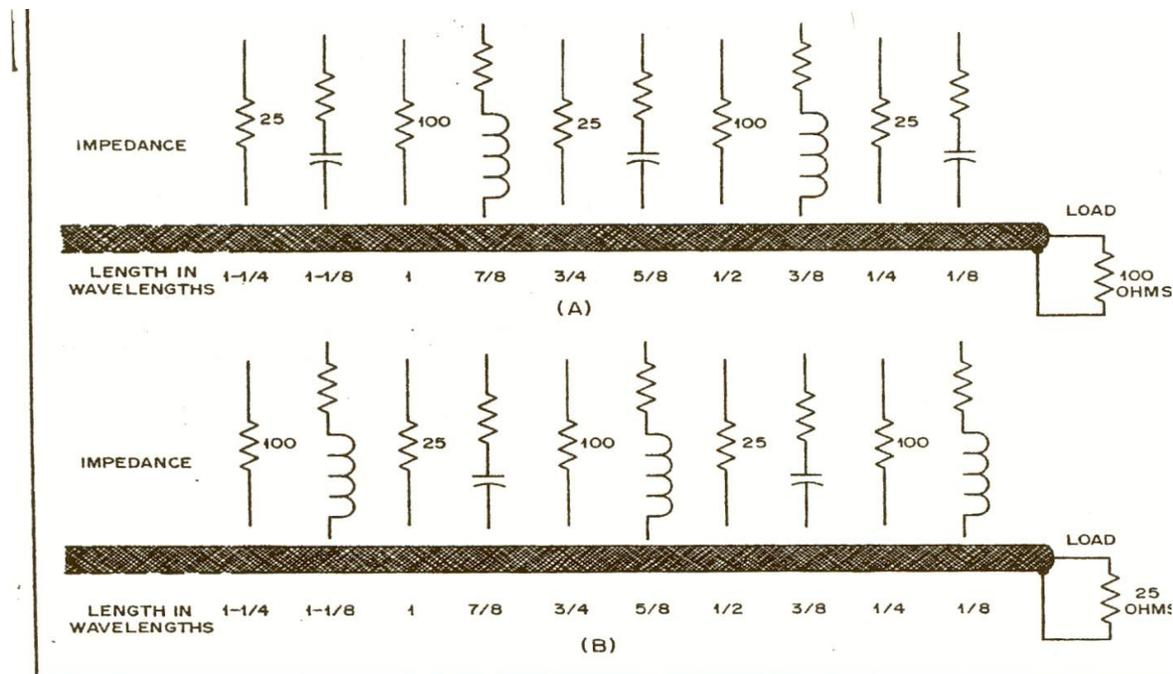 25
100
25
100
25
IMPEDANCE
LOAD
LENGTH IN
WAVELENGTHS
1-1/4 1-1/8 1 7/8 3/4 5/8 1/2 3/8 1/4 1/8
100
OHMS
(A)
100
25
100
25
100
IMPEDANCE
LOAD
LENGTH IN
WAVELENGTHS
1-1/4 1-1/8 1 7/8 3/4 5/8 1/2 3/8 1/4 1/8
25
OHMS
(B)